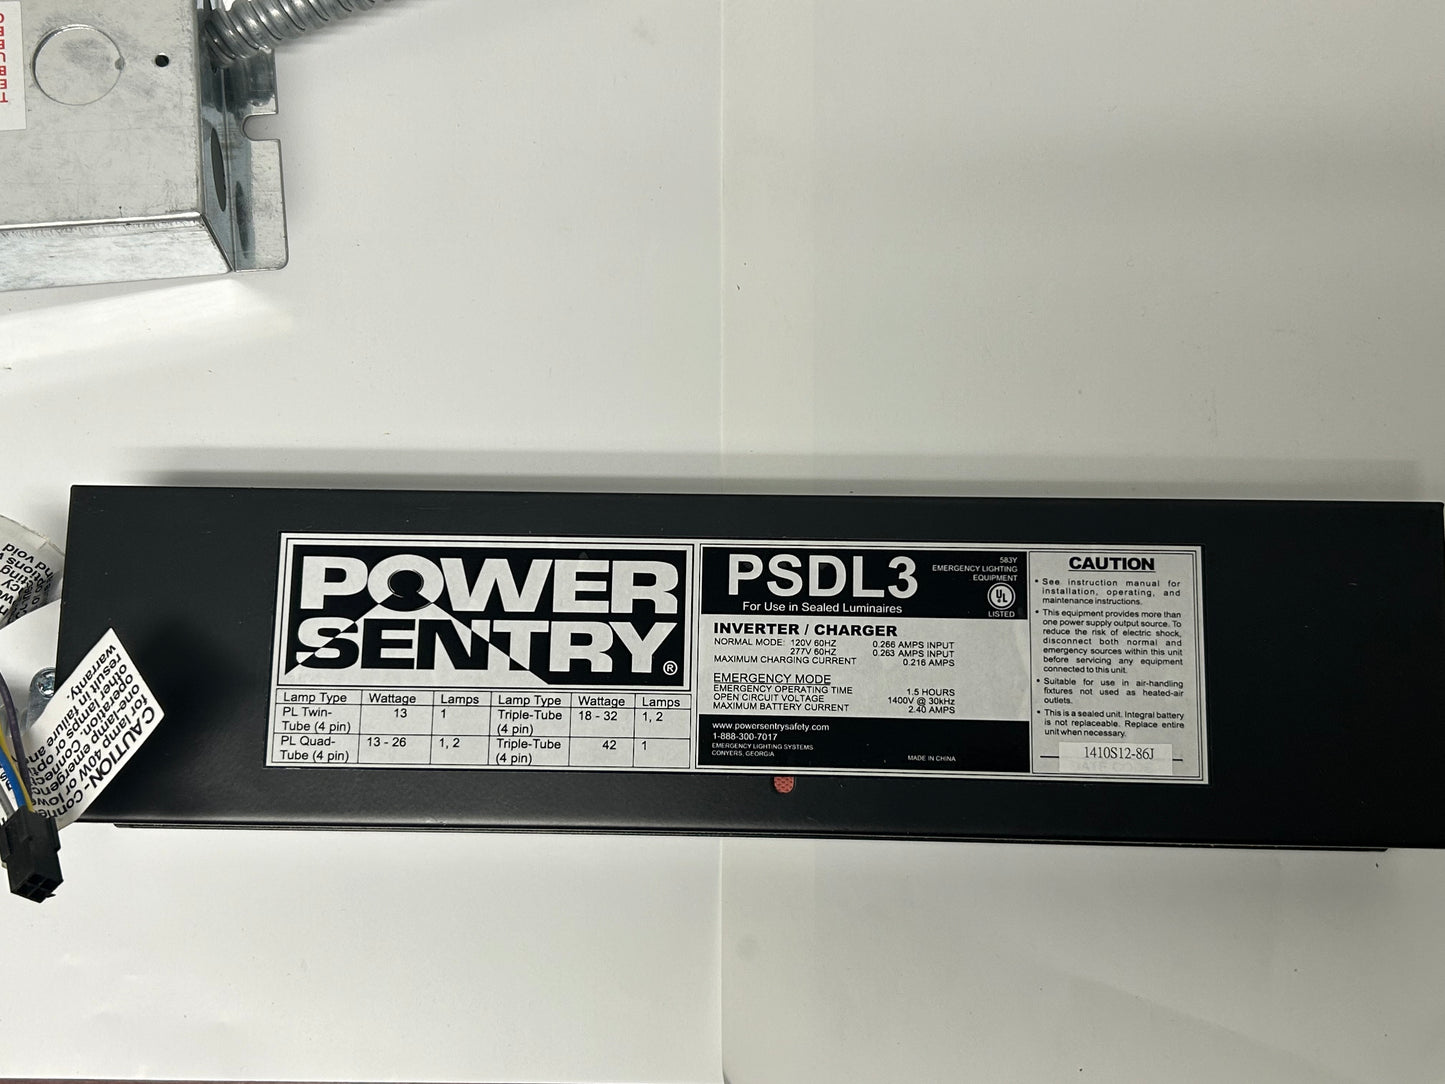 POWER
SENTRY®
Lamp Type Wattage Lamps Lamp Type Wattage Lamps
PL Twin-Tube (4 pin) 13 1 Triple-Tube (4 pin) 18 - 32 1, 2
PL Quad-Tube (4 pin) 13 - 26 1, 2 Triple-Tube (4 pin) 42 1
PSDL3
For Use in Sealed Luminaires
583Y
EMERGENCY LIGHTING
EQUIPMENT
UL
LISTED
INVERTER / CHARGER
NORMAL MODE: 120V 60HZ 0.266 AMPS INPUT
277V 60HZ 0.263 AMPS INPUT
MAXIMUM CHARGING CURRENT 0.216 AMPS
EMERGENCY MODE
EMERGENCY OPERATING TIME 1.5 HOURS
OPEN CIRCUIT VOLTAGE 1400V @ 30kHz
MAXIMUM BATTERY CURRENT 2.40 AMPS
www.powersentrysafety.com
1-888-300-7017
EMERGENCY LIGHTING SYSTEMS
CONYERS, GEORGIA
MADE IN CHINA
CAUTION
• See instruction manual for
installation, operating, and
maintenance instructions.
• This equipment provides more than
one power supply output source. To
reduce the risk of electric shock,
disconnect both normal and
emergency sources within this unit
before servicing any equipment
connected to this unit.
• Suitable for use in air-handling
fixtures not used as heated-air
outlets.
• This is a sealed unit. Integral battery
is not replaceable. Replace entire
unit when necessary.
1410S12-86J
CAUTION - Conne
for lamp emerg
warranty.